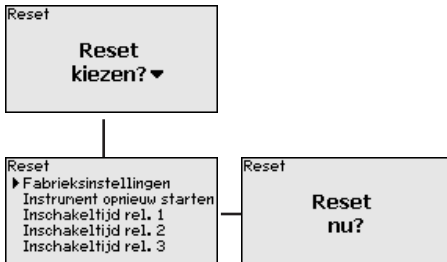 Reset
Reset
kiezen?▼
Reset
▶Fabrieksinstellingen
Instrument opnieuw starten
Inschakeltijd rel. 1
Inschakeltijd rel. 2
Inschakeltijd rel. 3
Reset
Reset
nu?